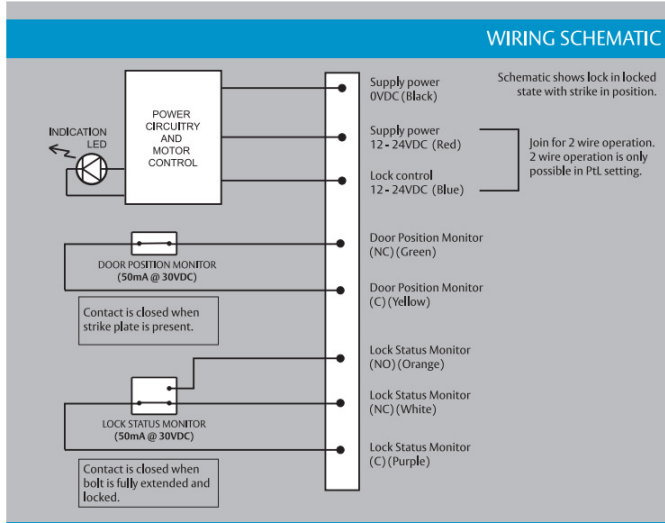 WIRING SCHEMATIC
Schematic shows lock in locked
state with strike in position.
Supply power
0VDC (Black)
POWER
CIRCUITRY
AND
MOTOR
CONTROL
INDICATION
LED
Supply power
12 - 24VDC (Red)
Join for 2 wire operation.
2 wire operation is only
possible in PtL setting.
Lock control
12 - 24VDC (Blue)
Door Position Monitor
(NC) (Green)
DOOR POSITION MONITOR
(50mA @ 30VDC)
Door Position Monitor
(C) (Yellow)
Contact is closed when
strike plate is present.
Lock Status Monitor
(NO) (Orange)
Lock Status Monitor
(NC) (White)
LOCK STATUS MONITOR
(50mA @ 30VDC)
Lock Status Monitor
(C) (Purple)
Contact is closed when
bolt is fully extended and
locked.